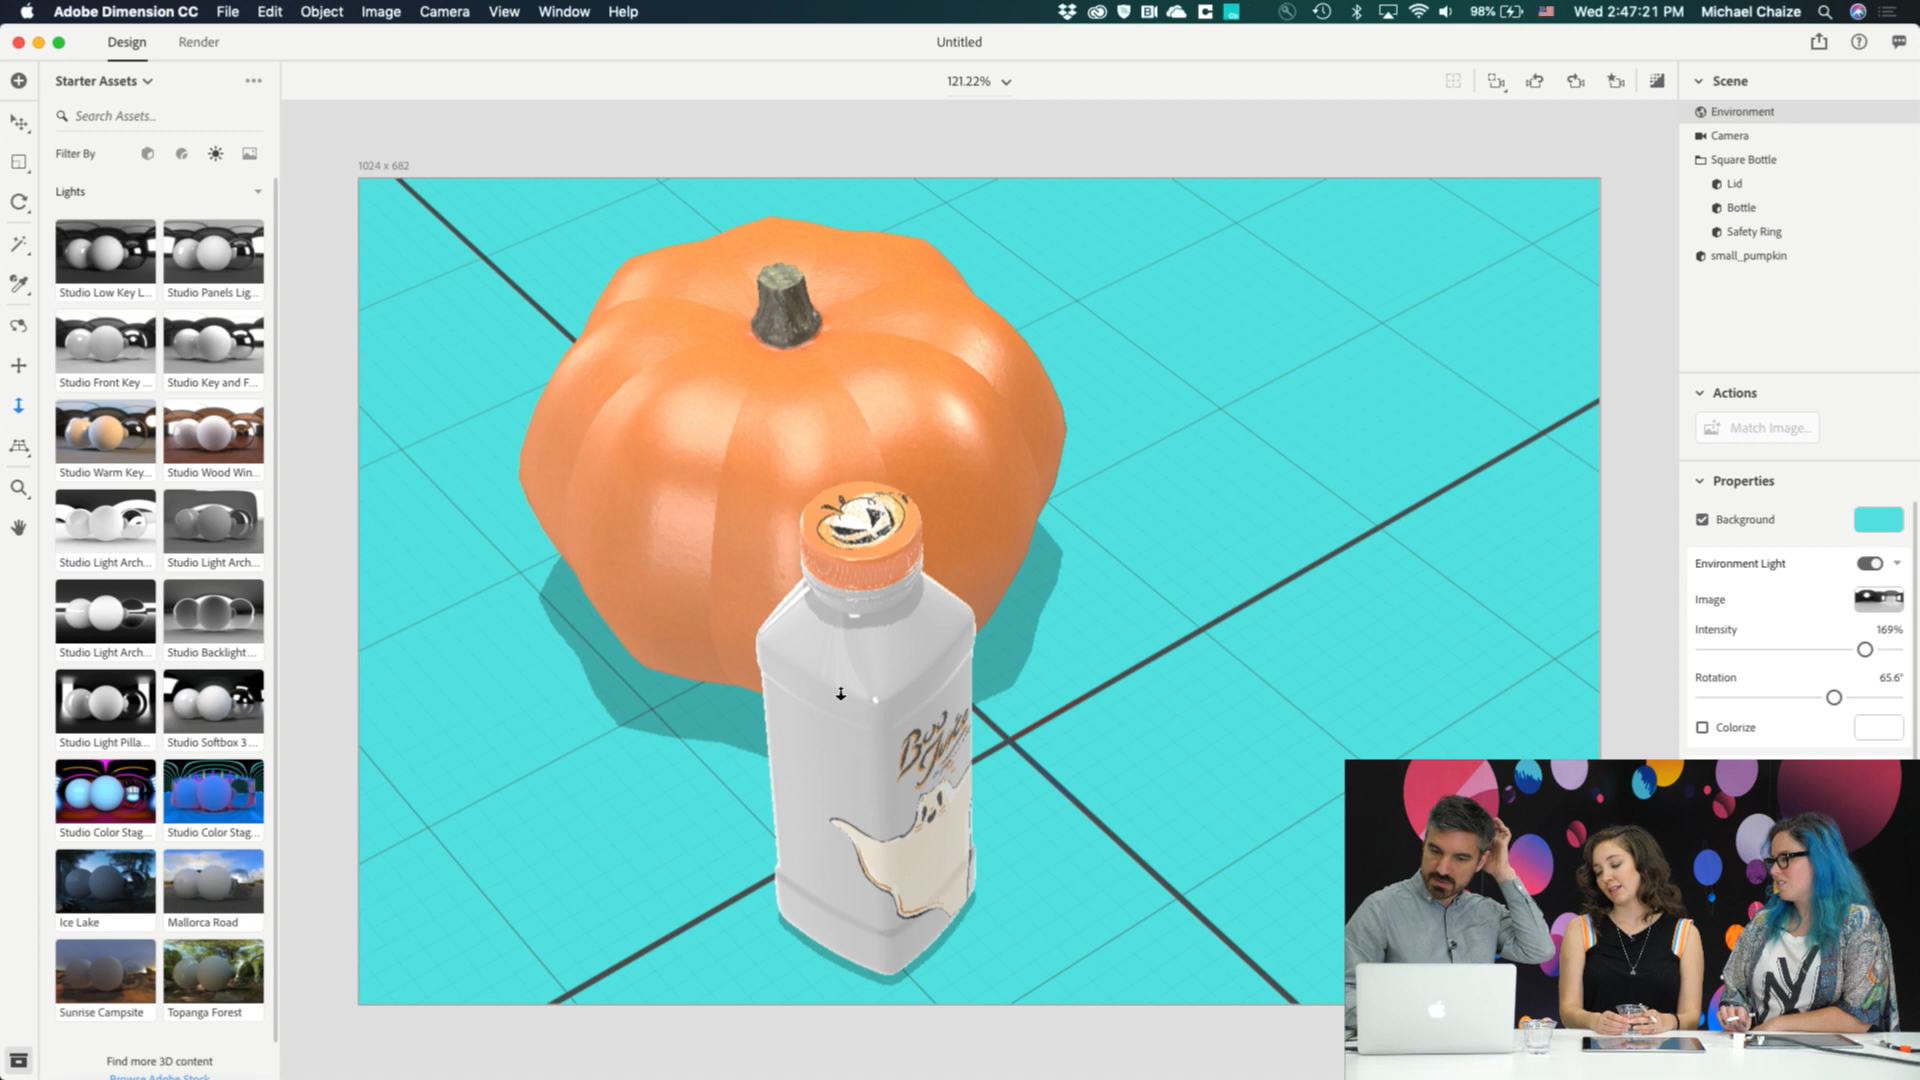 Adobe Dimension CC File Edit Object Image Camera View Window Help
98% Wed 2:47:21 PM Michael Chaize
Design Render Untitled
Starter Assets
121.22%
Search Assets...
Filter By
Lights
Studio Low Key L... Studio Panels Lig...
Studio Front Key ... Studio Key and F...
Studio Warm Key... Studio Wood Win...
Studio Light Arch... Studio Light Arch...
Studio Light Arch... Studio Backlight ...
Studio Light Pilla... Studio Softbox 3 ...
Studio Color Stag... Studio Color Stag...
Ice Lake Mallorca Road
Sunrise Campsite Topanga Forest
Find more 3D content
Browse Adobe Stock
1024 x 682
Boo
Juice
Scene
Environment
Camera
Square Bottle
Lid
Bottle
Safety Ring
small_pumpkin
Actions
Match Image...
Properties
Background
Environment Light
Image
Intensity 169%
Rotation 65.6°
Colorize